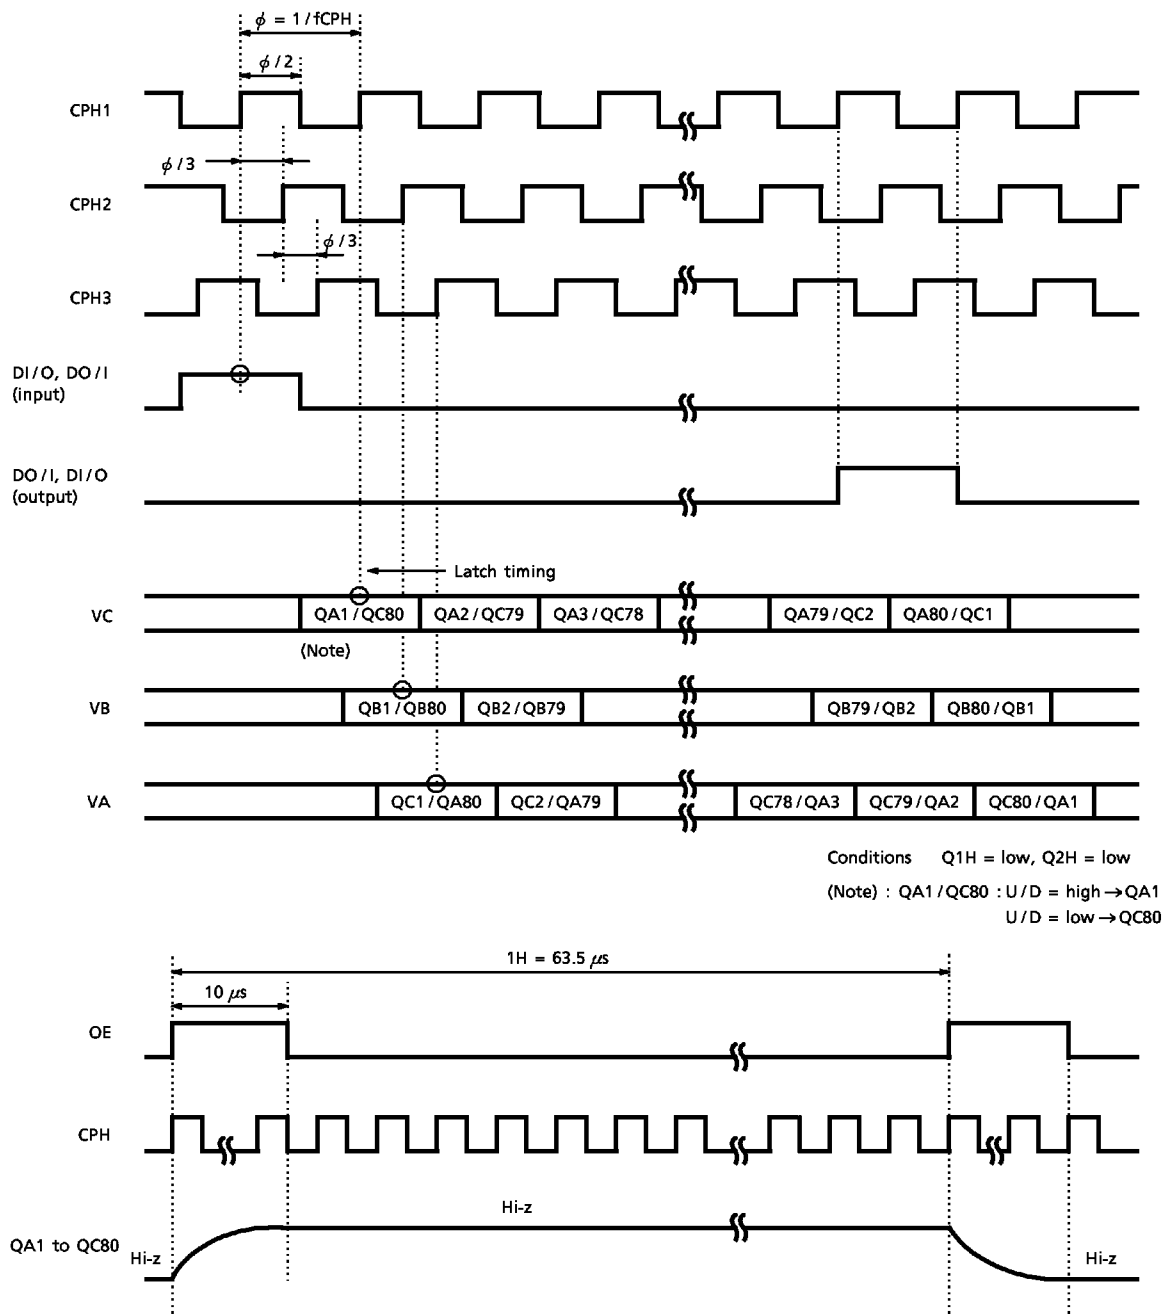 ϕ = 1/fCPH
ϕ/2
CPH1
ϕ/3
CPH2
ϕ/3
CPH3
DI/O, DO/I
(input)
DO/I, DI/O
(output)
Latch timing
VC QA1/QC80 QA2/QC79 QA3/QC78 QA79/QC2 QA80/QC1
(Note)
VB QB1/QB80 QB2/QB79 QB79/QB2 QB80/QB1
VA QC1/QA80 QC2/QA79 QC78/QA3 QC79/QA2 QC80/QA1
Conditions Q1H = low, Q2H = low
(Note) : QA1/QC80 : U/D = high→QA1
U/D = low→QC80
1H = 63.5 μs
10 μs
OE
CPH
Hi-z
QA1 to QC80 Hi-z Hi-z